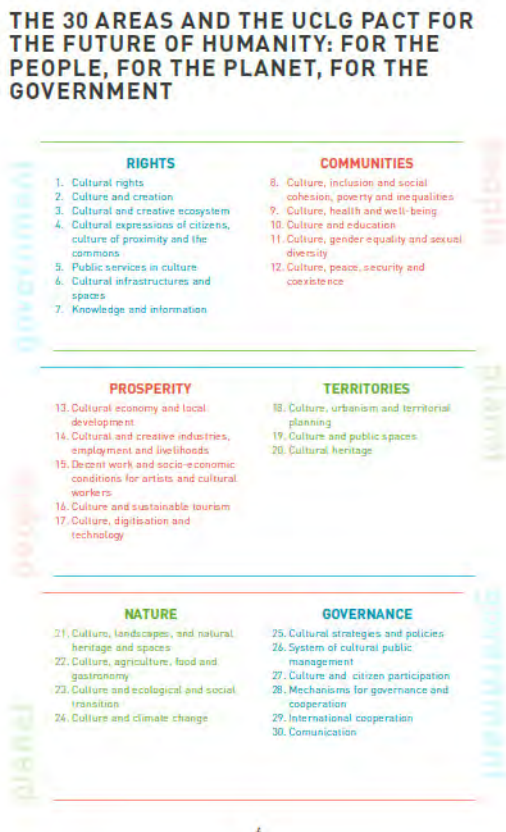 THE 30 AREAS AND THE UCLG PACT FOR
THE FUTURE OF HUMANITY: FOR THE
PEOPLE, FOR THE PLANET, FOR THE
GOVERNMENT
RIGHTS
1. Cultural rights
2. Culture and creation
3. Cultural and creative ecosystem
4. Cultural expressions of citizens,
culture of proximity and the
commons
5. Public services in culture
6. Cultural infrastructures and
spaces
7. Knowledge and information
COMMUNITIES
8. Culture, inclusion and social
cohesion, poverty and inequalities
9. Culture, health and well-being
10. Culture and education
11. Culture, gender equality and sexual
diversity
12. Culture, peace, security and
coexistence
government
people
PROSPERITY
13. Cultural economy and local
development
14. Cultural and creative industries,
employment and livelihoods
15. Decent work and socio-economic
conditions for artists and cultural
workers
16. Culture and sustainable tourism
17. Culture, digitisation and
technology
TERRITORIES
18. Culture, urbanism and territorial
planning
19. Culture and public spaces
20. Cultural heritage
people
planet
NATURE
21. Culture, landscapes, and natural
heritage and spaces
22. Culture, agriculture, food and
gastronomy
23. Culture and ecological and social
transition
24. Culture and climate change
GOVERNANCE
25. Cultural strategies and policies
26. System of cultural public
management
27. Culture and citizen participation
28. Mechanisms for governance and
cooperation
29. International cooperation
30. Comunication
planet
government